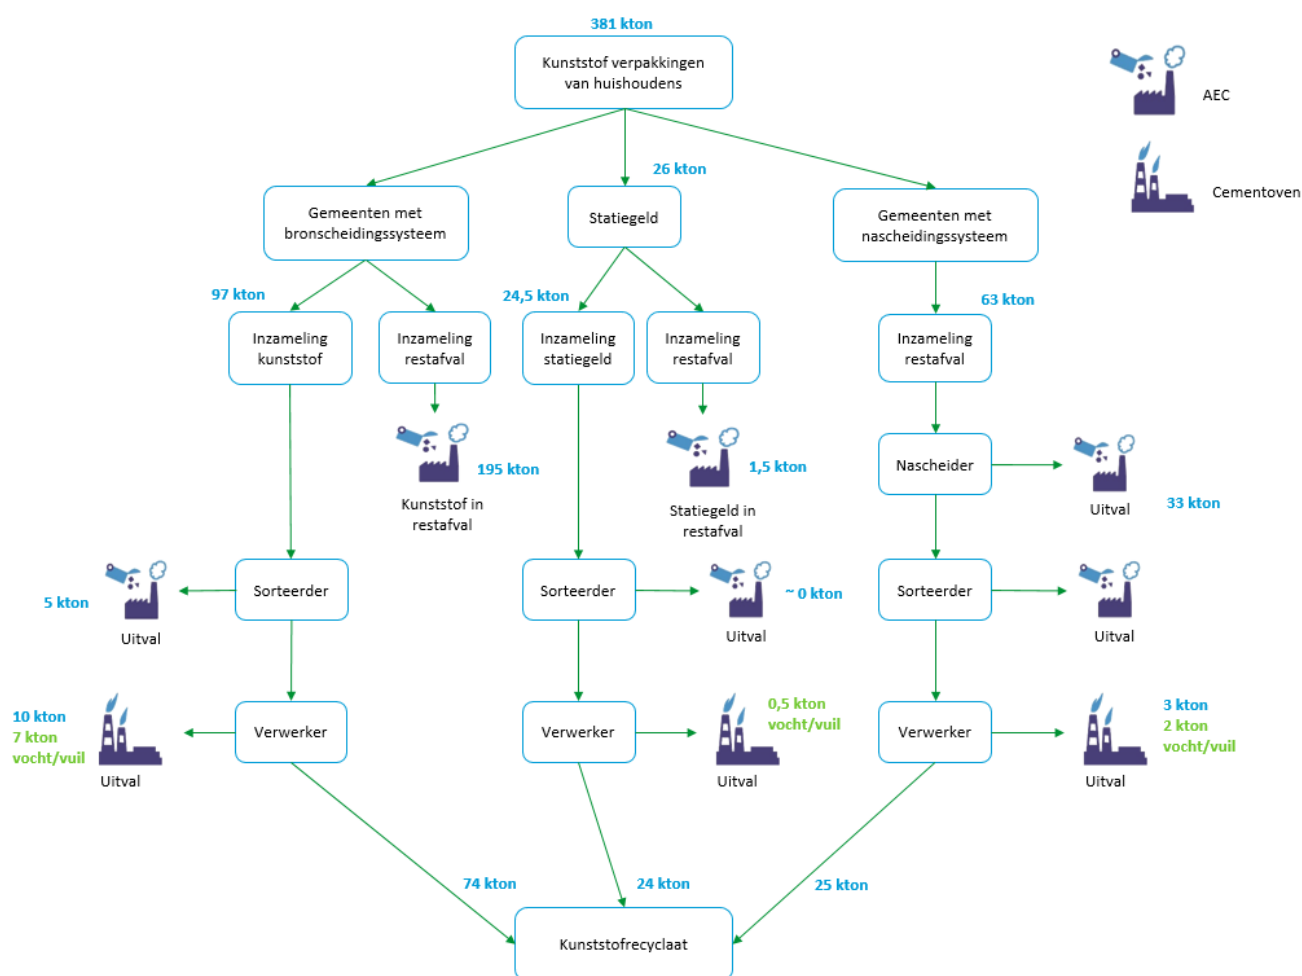 381 kton
Kunststof verpakkingen
van huishoudens
AEC
Cementoven
26 kton
Gemeenten met
bronscheidingssysteem
Statiegeld
Gemeenten met
nascheidingssysteem
97 kton
24,5 kton
63 kton
Inzameling
kunststof
Inzameling
restafval
Inzameling
statiegeld
Inzameling
restafval
Inzameling
restafval
195 kton
Kunststof in
restafval
1,5 kton
Statiegeld in
restafval
Nascheider
Uitval
33 kton
5 kton
Uitval
Sorteerder
Sorteerder
~ 0 kton
Uitval
Sorteerder
Uitval
10 kton
7 kton
vocht/vuil
Uitval
Verwerker
Verwerker
0,5 kton
vocht/vuil
Uitval
Verwerker
3 kton
2 kton
vocht/vuil
Uitval
74 kton
24 kton
25 kton
Kunststofrecyclaat